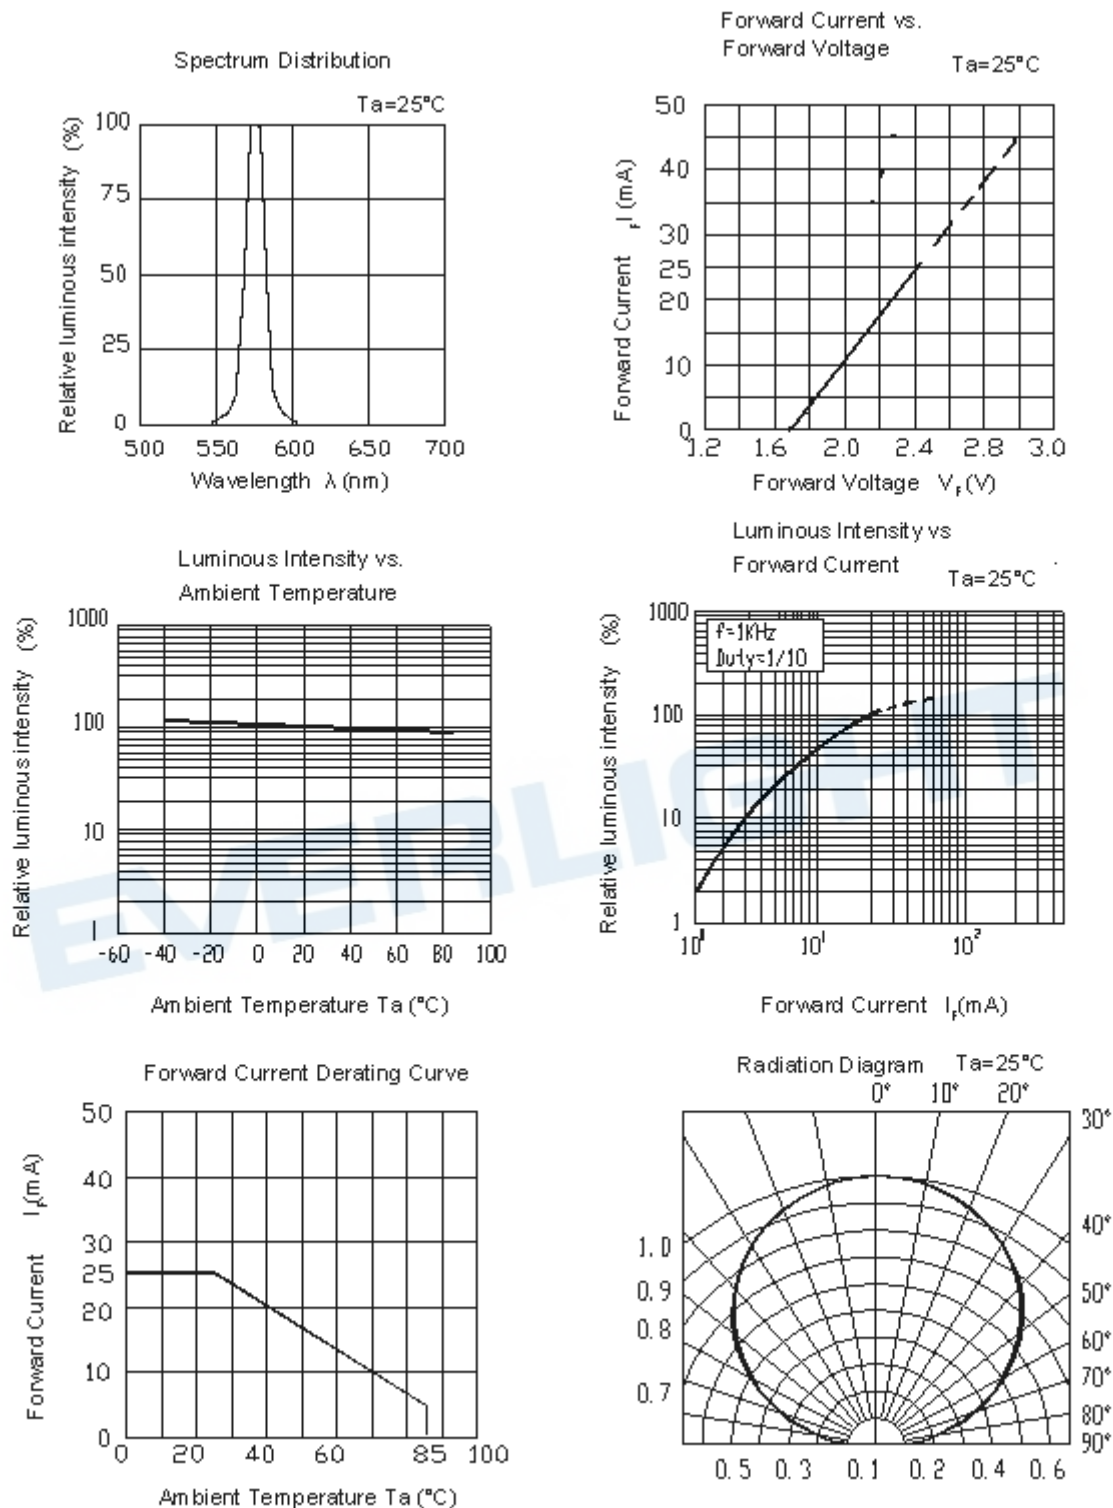 Spectrum Distribution
Ta=25°C
Relative luminous intensity (%)
100
75
50
25
0
500 550 600 650 700
Wavelength λ (nm)
Forward Current vs.
Forward Voltage
Ta=25°C
Forward Current IF (mA)
50
40
30
25
20
10
0
1.2 1.6 2.0 2.4 2.8 3.0
Forward Voltage VF (V)
Luminous Intensity vs.
Ambient Temperature
Relative luminous intensity (%)
1000
100
10
1
-60 -40 -20 0 20 40 60 80 100
Ambient Temperature Ta (°C)
Luminous Intensity vs
Forward Current
Ta=25°C
f=1KHz
Duty=1/10
Relative luminous intensity (%)
1000
100
10
1
10⁰ 10¹ 10²
Forward Current IF(mA)
EVERLIGHT
Forward Current Derating Curve
Forward Current IF(mA)
50
40
30
25
20
10
0
0 20 40 60 85 100
Ambient Temperature Ta (°C)
Radiation Diagram Ta=25°C
0° 10° 20°
30°
40°
50°
60°
70°
80°
90°
1.0
0.9
0.8
0.7
0.5 0.3 0.1 0.2 0.4 0.6